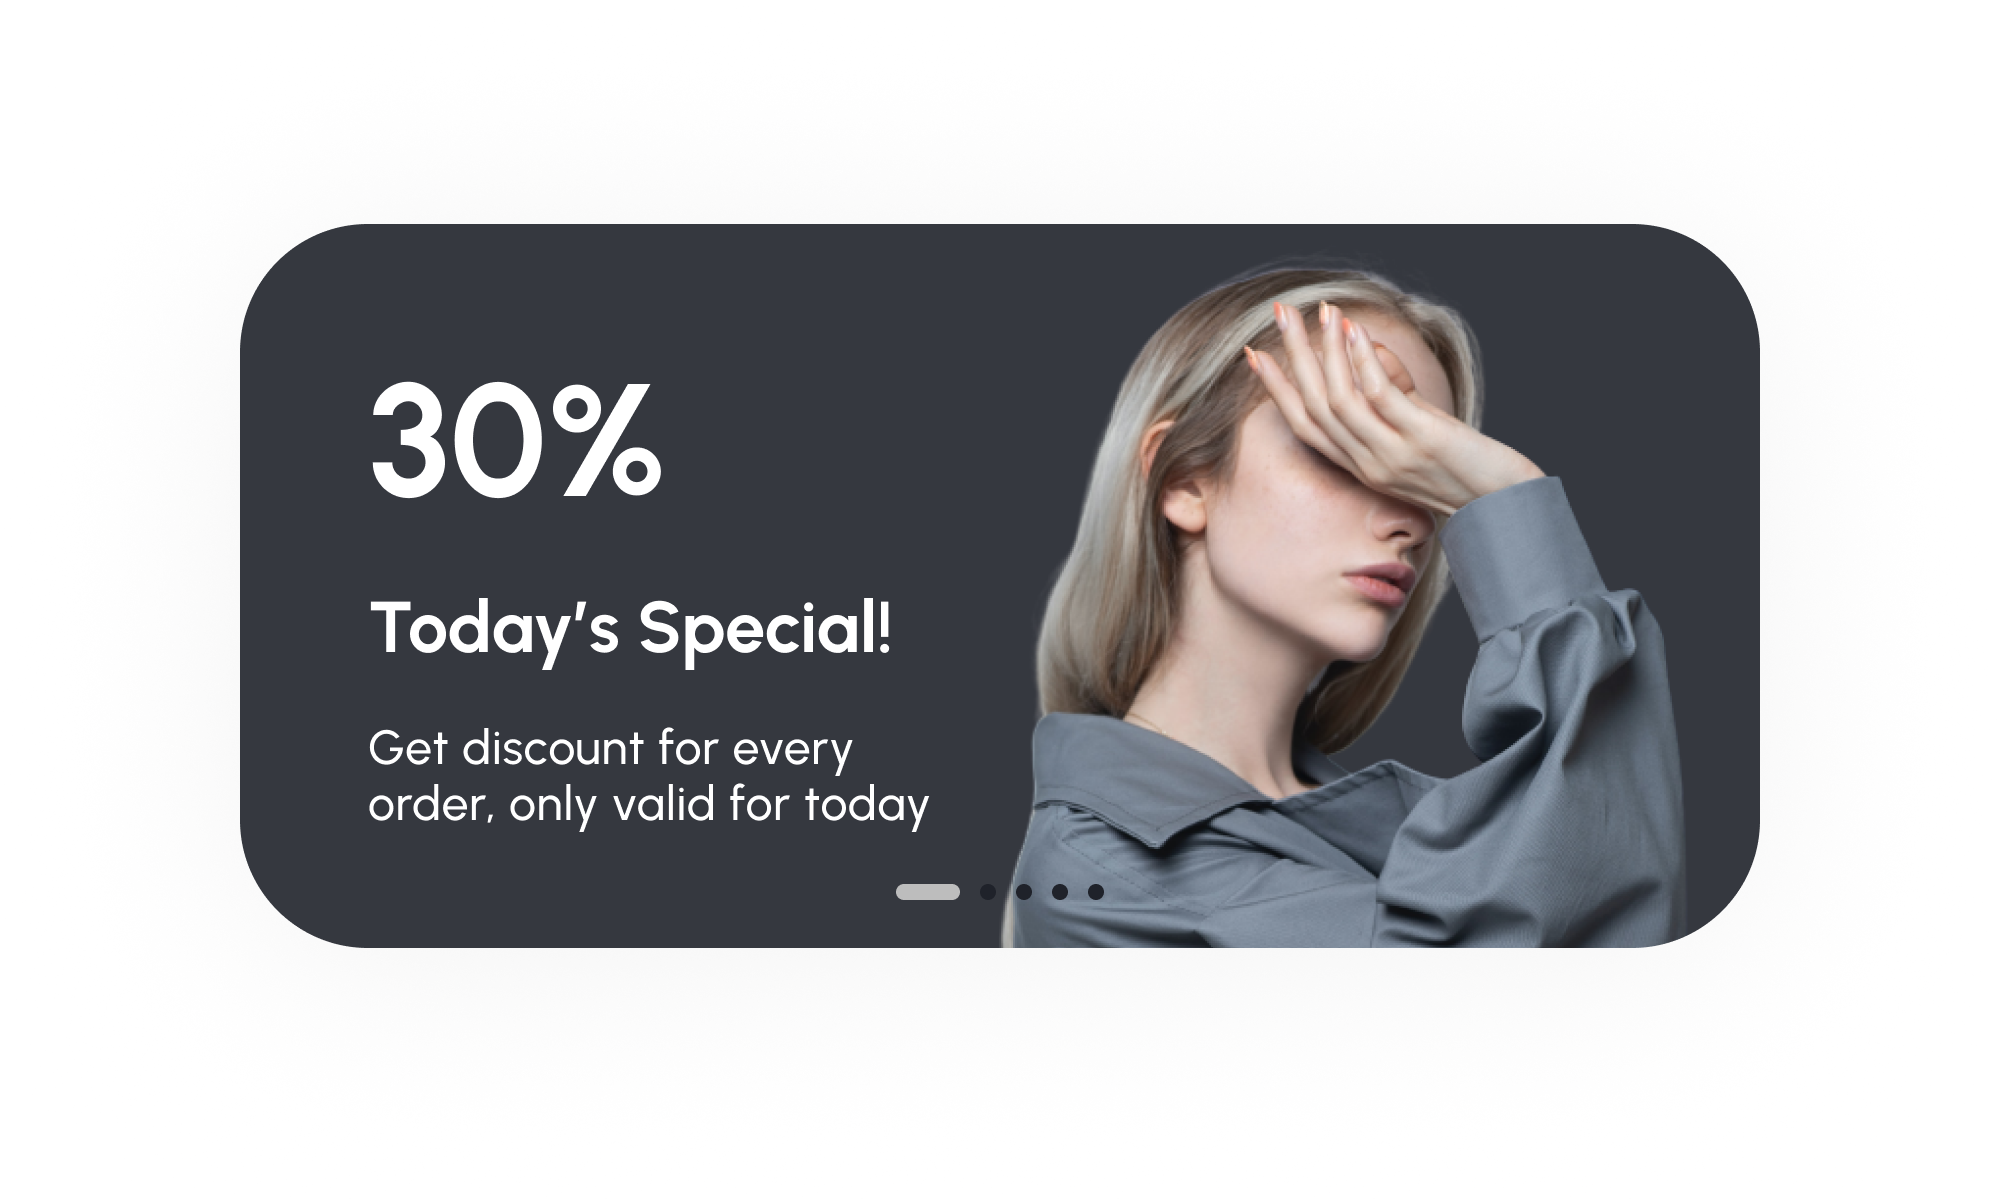 30%
Today’s Special!
Get discount for every
order, only valid for today